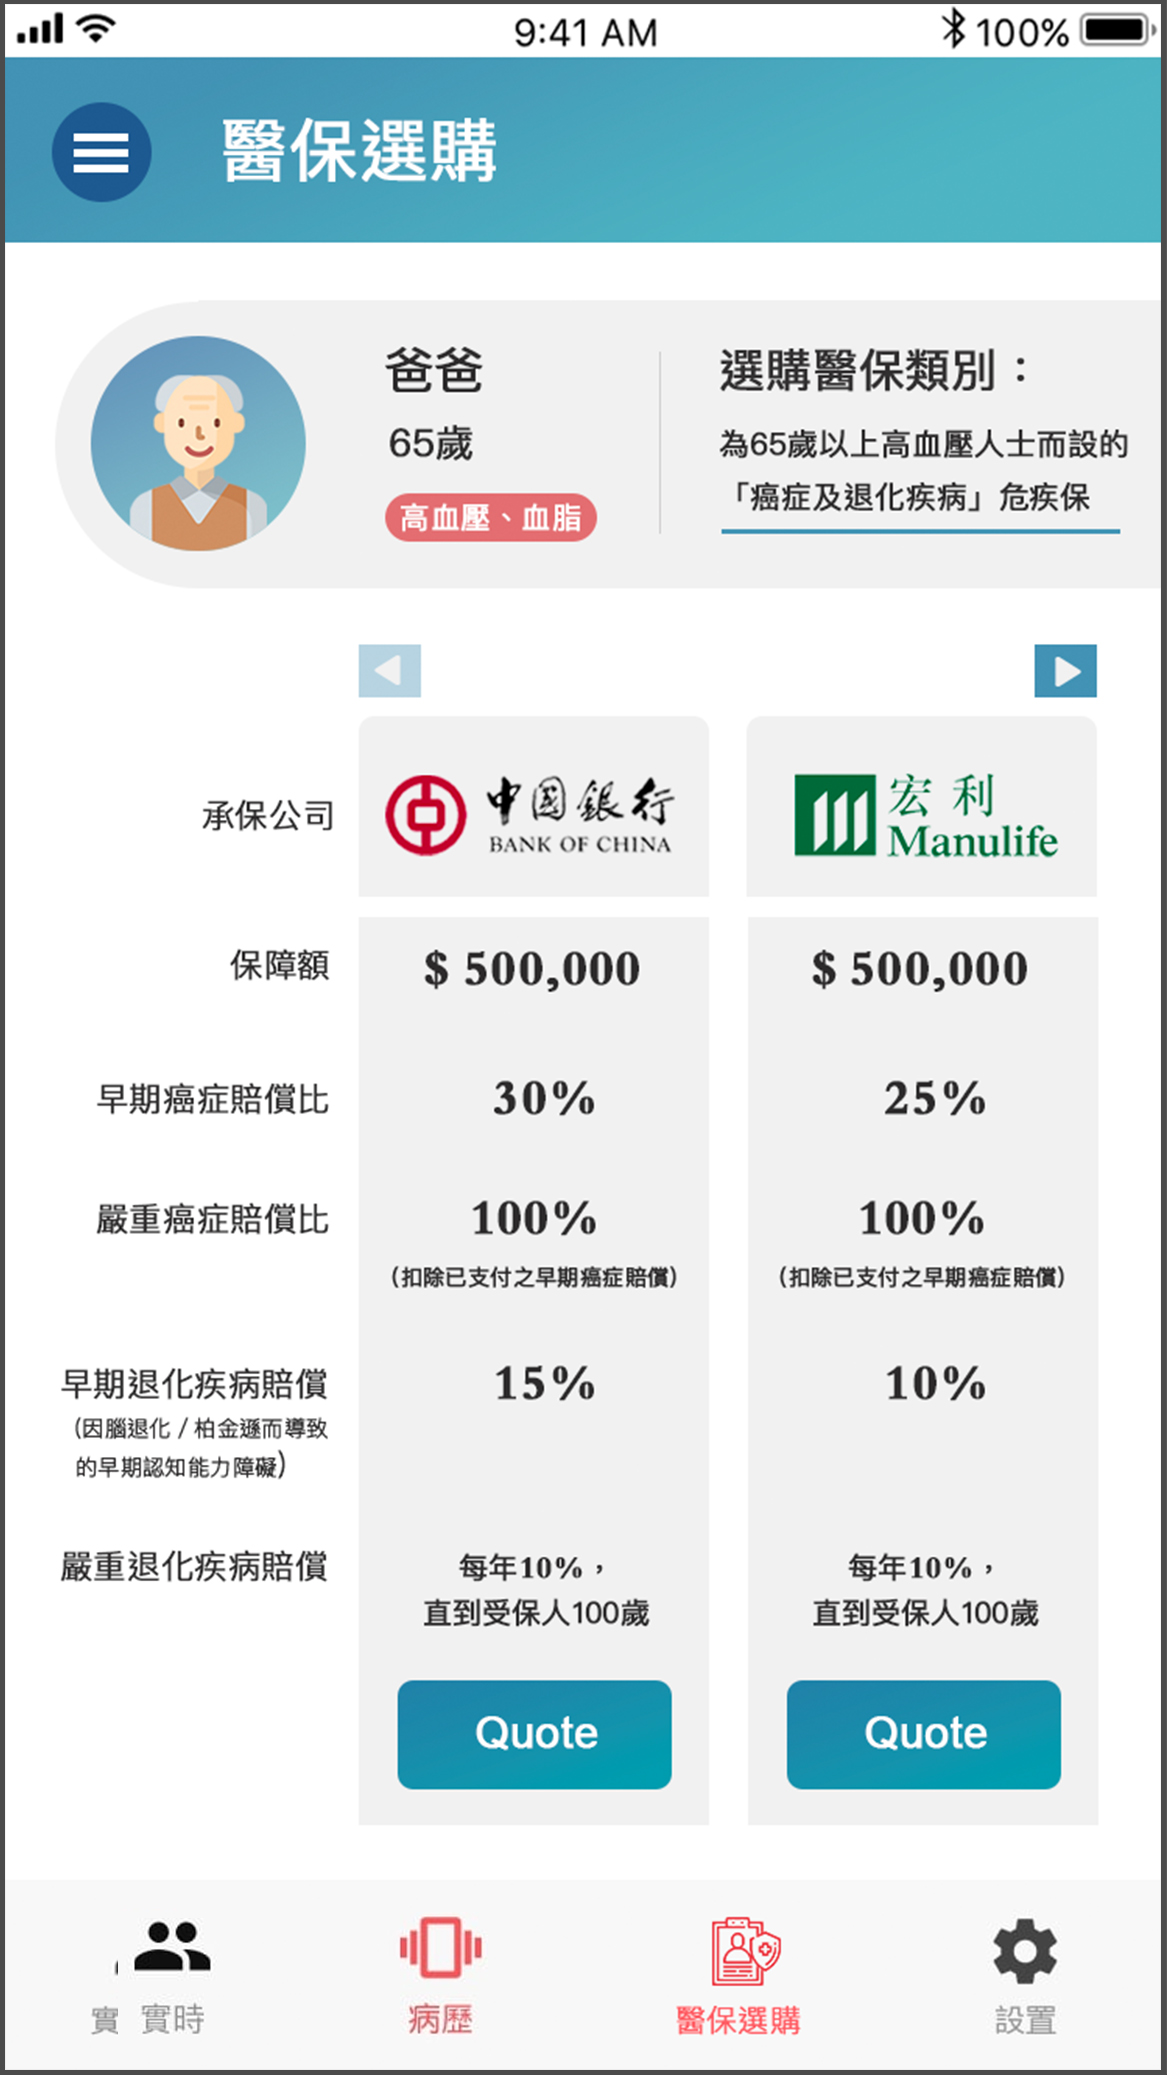 9:41 AM
100%
醫保選購
爸爸
65歲
高血壓、血脂
選購醫保類別：
為65歲以上高血壓人士而設的
「癌症及退化疾病」危疾保
承保公司
中國銀行
BANK OF CHINA
宏利
Manulife
保障額
$ 500,000
$ 500,000
早期癌症賠償比
30%
25%
嚴重癌症賠償比
100%
100%
（扣除已支付之早期癌症賠償）
（扣除已支付之早期癌症賠償）
早期退化疾病賠償
15%
10%
（因腦退化 / 柏金遜而導致
的早期認知能力障礙）
嚴重退化疾病賠償
每年10%，
直到受保人100歲
每年10%，
直到受保人100歲
Quote
Quote
實 實時
病歷
醫保選購
設置